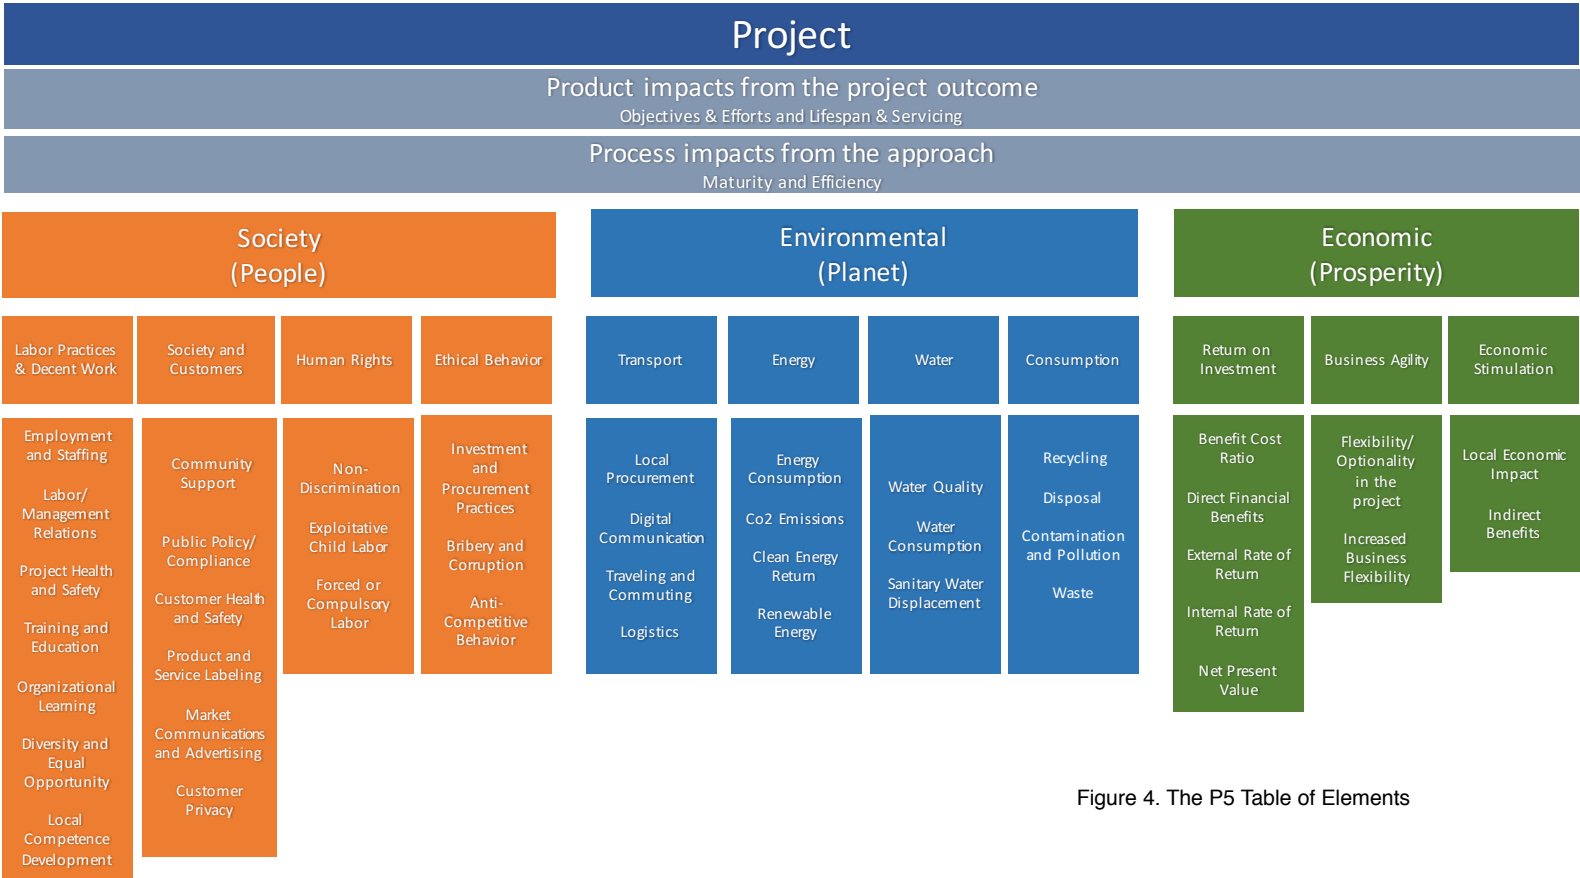 Project
Product impacts from the project outcome
Objectives & Efforts and Lifespan & Servicing
Process impacts from the approach
Maturity and Efficiency
Society
(People)
Labor Practices
& Decent Work
Society and
Customers
Human Rights
Ethical Behavior
Employment
and Staffing
Labor/
Management
Relations
Project Health
and Safety
Training and
Education
Organizational
Learning
Diversity and
Equal
Opportunity
Local
Competence
Development
Community
Support
Public Policy/
Compliance
Customer Health
and Safety
Product and
Service Labeling
Market
Communications
and Advertising
Customer
Privacy
Non-
Discrimination
Exploitative
Child Labor
Forced or
Compulsory
Labor
Investment
and
Procurement
Practices
Bribery and
Corruption
Anti-
Competitive
Behavior
Environmental
(Planet)
Transport
Energy
Water
Consumption
Local
Procurement
Digital
Communication
Traveling and
Commuting
Logistics
Energy
Consumption
Co2 Emissions
Clean Energy
Return
Renewable
Energy
Water Quality
Water
Consumption
Sanitary Water
Displacement
Recycling
Disposal
Contamination
and Pollution
Waste
Economic
(Prosperity)
Return on
Investment
Business Agility
Economic
Stimulation
Benefit Cost
Ratio
Direct Financial
Benefits
External Rate of
Return
Internal Rate of
Return
Net Present
Value
Flexibility/
Optionality
in the
project
Increased
Business
Flexibility
Local Economic
Impact
Indirect
Benefits
Figure 4. The P5 Table of Elements